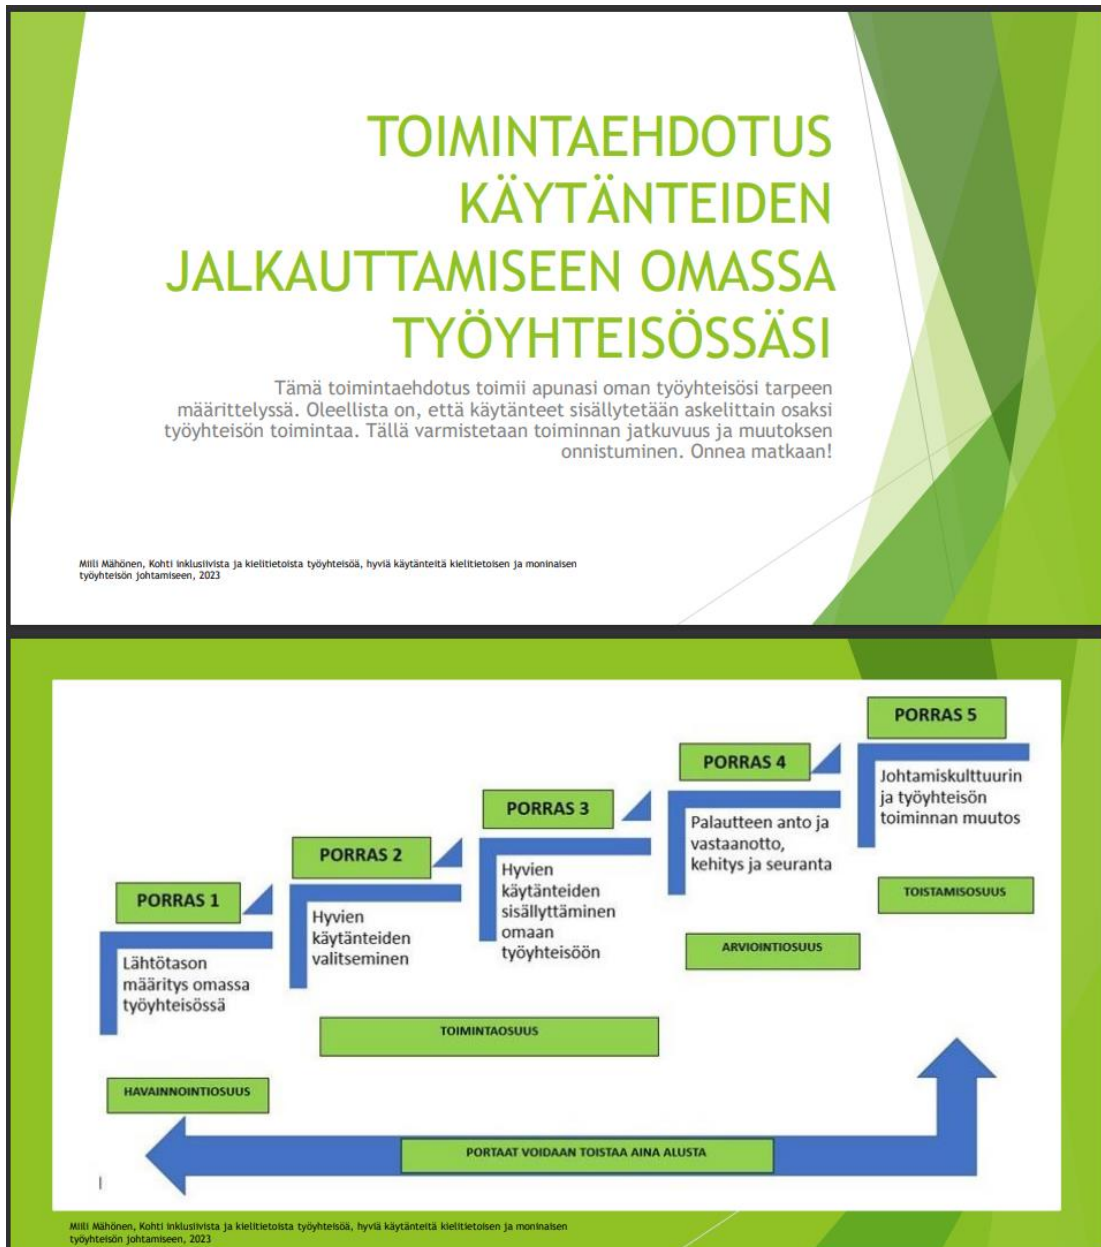 TOIMINTAEHDOTUS
KÄYTÄNTEIDEN
JALKAUTTAMISEEN OMASSA
TYÖYHTEISÖSSÄSI
Tämä toimintaehdotus toimii apunasi oman työyhteisösi tarpeen
määrittelyssä. Oleellista on, että käytänteet sisällytetään askelittain osaksi
työyhteisön toimintaa. Tällä varmistetaan toiminnan jatkuvuus ja muutoksen
onnistuminen. Onnea matkaan!
Miili Mähönen, Kohti inklusiivista ja kielitietoista työyhteisöä, hyviä käytänteitä kielitietoisen ja moninaisen
työyhteisön johtamiseen, 2023
PORRAS 1
Lähtötason
määritys omassa
työyhteisössä
PORRAS 2
Hyvien
käytänteiden
valitseminen
PORRAS 3
Hyvien
käytänteiden
sisällyttäminen
omaan
työyhteisöön
PORRAS 4
Palautteen anto ja
vastaanotto,
kehitys ja seuranta
PORRAS 5
Johtamiskulttuurin
ja työyhteisön
toiminnan muutos
HAVAINNOINTIOSUUS
TOIMINTAOSUUS
ARVIOINTIOSUUS
TOISTAMISOSUUS
PORTAAT VOIDAAN TOISTAA AINA ALUSTA
Miili Mähönen, Kohti inklusiivista ja kielitietoista työyhteisöä, hyviä käytänteitä kielitietoisen ja moninaisen
työyhteisön johtamiseen, 2023